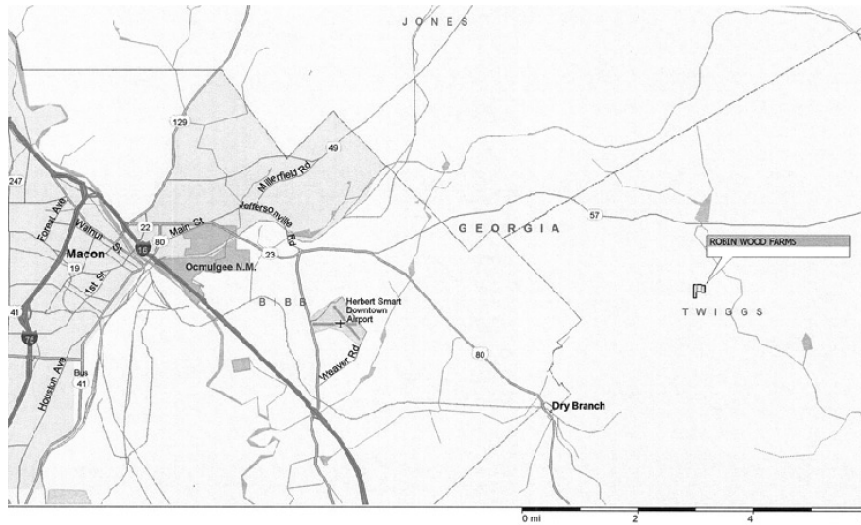 JONES
129
49
Millerfield Rd
247
Jeffersonville Rd
Forest Ave
Walnut St
22
Main Ct
57
GEORGIA
80
16
23
ROBIN WOOD FARMS
Macon
19
Ocmulgee N.M.
1st St
BIBB
Herbert Smart
Downtown
Airport
TWIGGS
41
75
80
Weaver Rd
Houston Ave
Bus
41
Dry Branch
0 mi
2
4